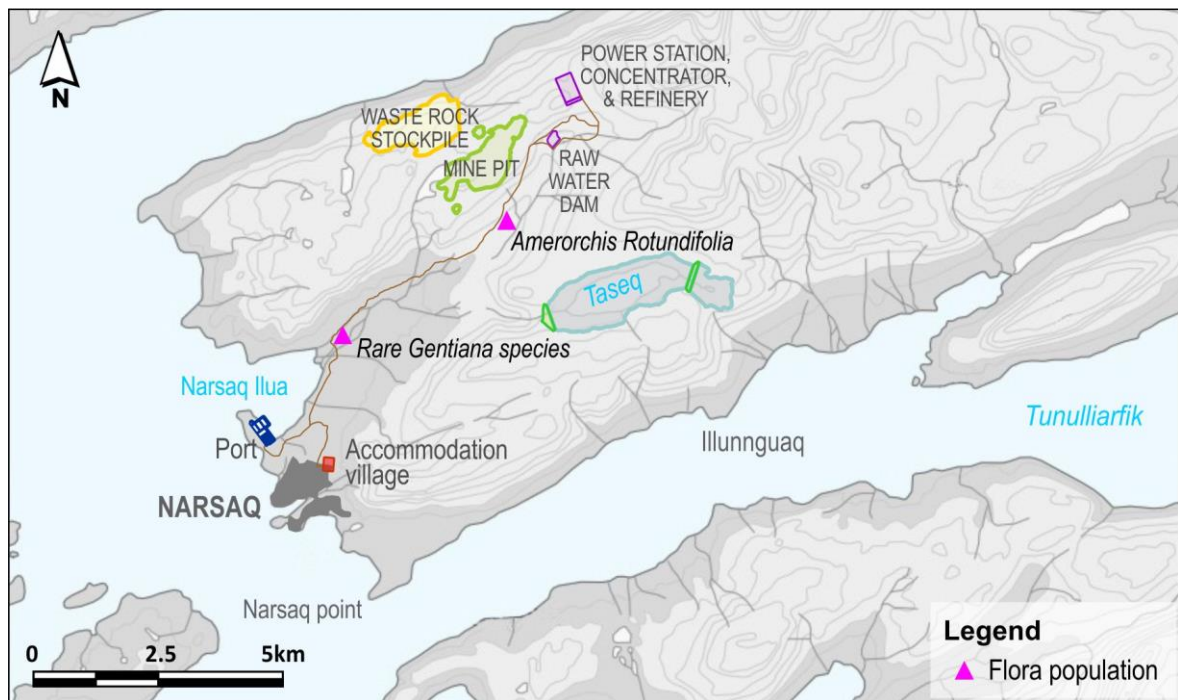 N
POWER STATION,
CONCENTRATOR,
& REFINERY
WASTE ROCK
STOCKPILE
MINE PIT
RAW
WATER
DAM
Amerorchis Rotundifolia
Taseq
Rare Gentiana species
Narsaq Ilua
Tunulliarfik
Port
Accommodation
village
Illunnguaq
NARSAQ
Narsaq point
0 2.5 5km
Legend
Flora population